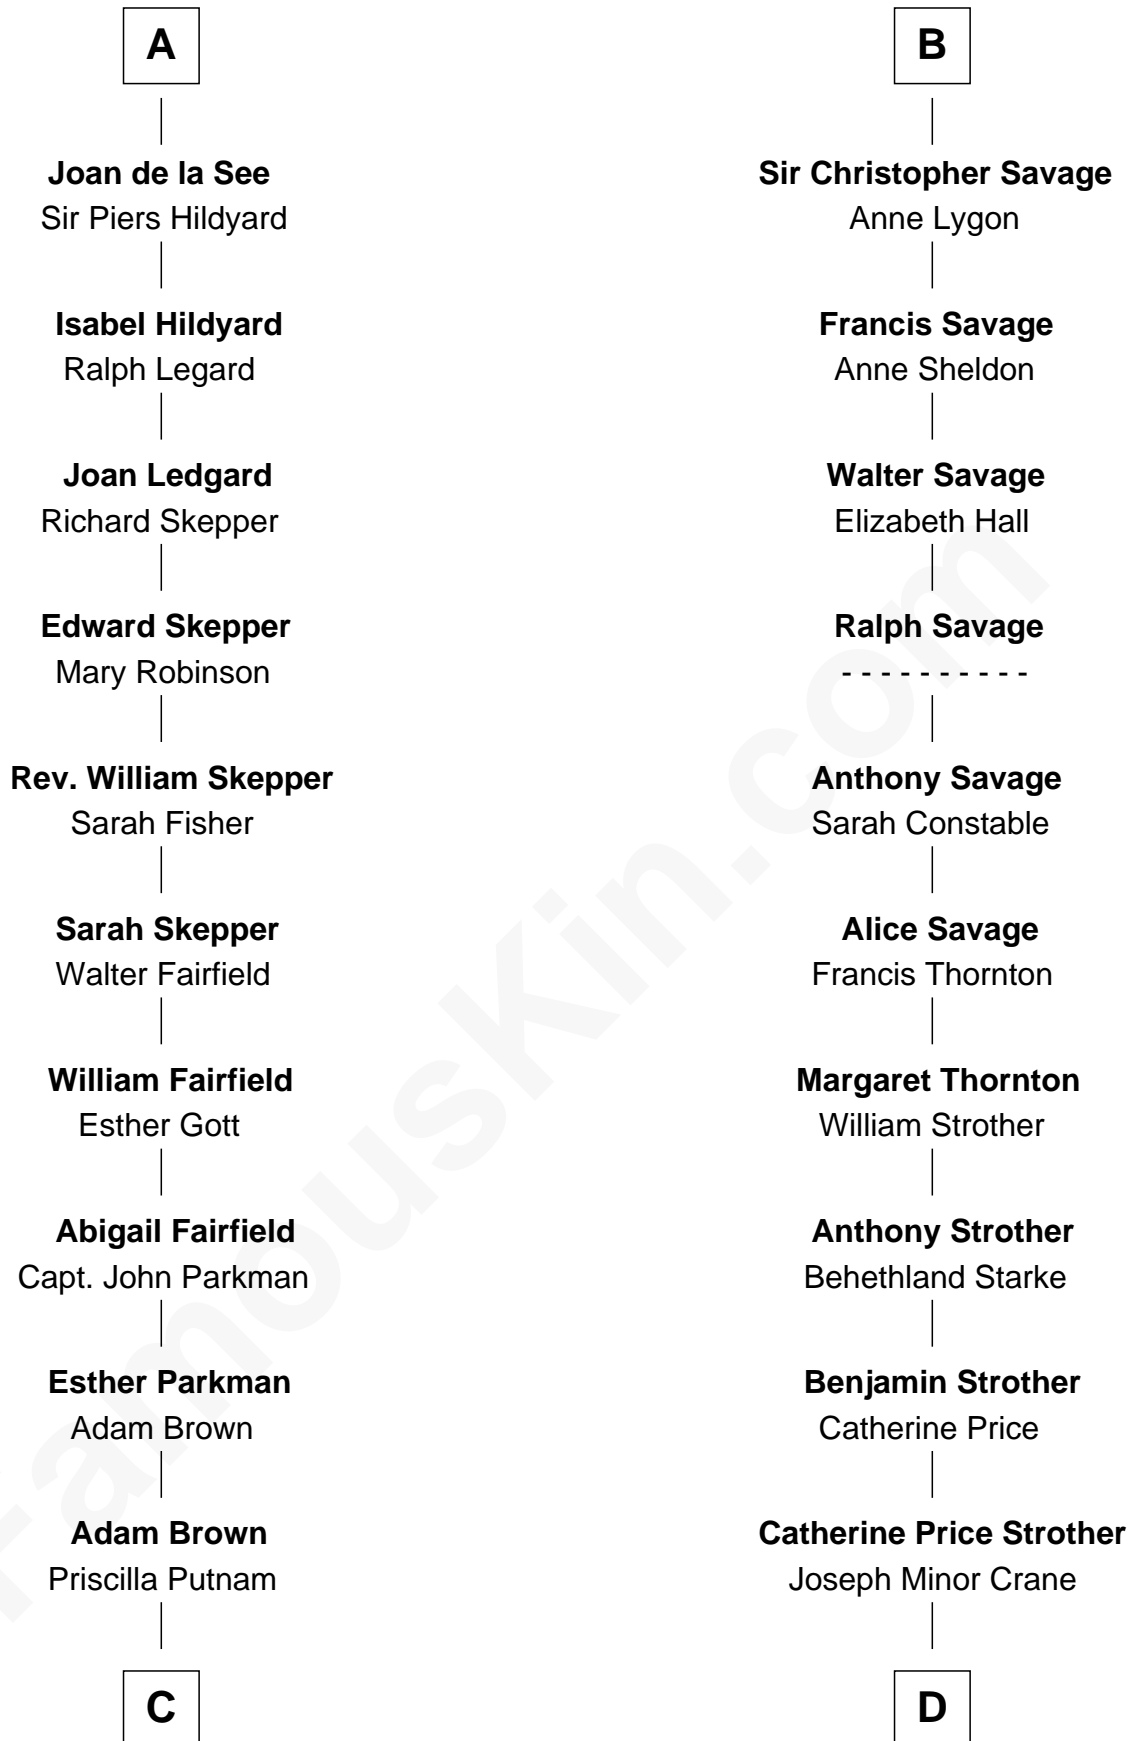 A
Joan de la See
Sir Piers Hildyard
Isabel Hildyard
Ralph Legard
Joan Ledgard
Richard Skepper
Edward Skepper
Mary Robinson
Rev. William Skepper
Sarah Fisher
Sarah Skepper
Walter Fairfield
William Fairfield
Esther Gott
Abigail Fairfield
Capt. John Parkman
Esther Parkman
Adam Brown
Adam Brown
Priscilla Putnam
C
B
Sir Christopher Savage
Anne Lygon
Francis Savage
Anne Sheldon
Walter Savage
Elizabeth Hall
Ralph Savage
- - - - - - - - - -
Anthony Savage
Sarah Constable
Alice Savage
Francis Thornton
Margaret Thornton
William Strother
Anthony Strother
Behethland Starke
Benjamin Strother
Catherine Price
Catherine Price Strother
Joseph Minor Crane
D
FamousKin.com